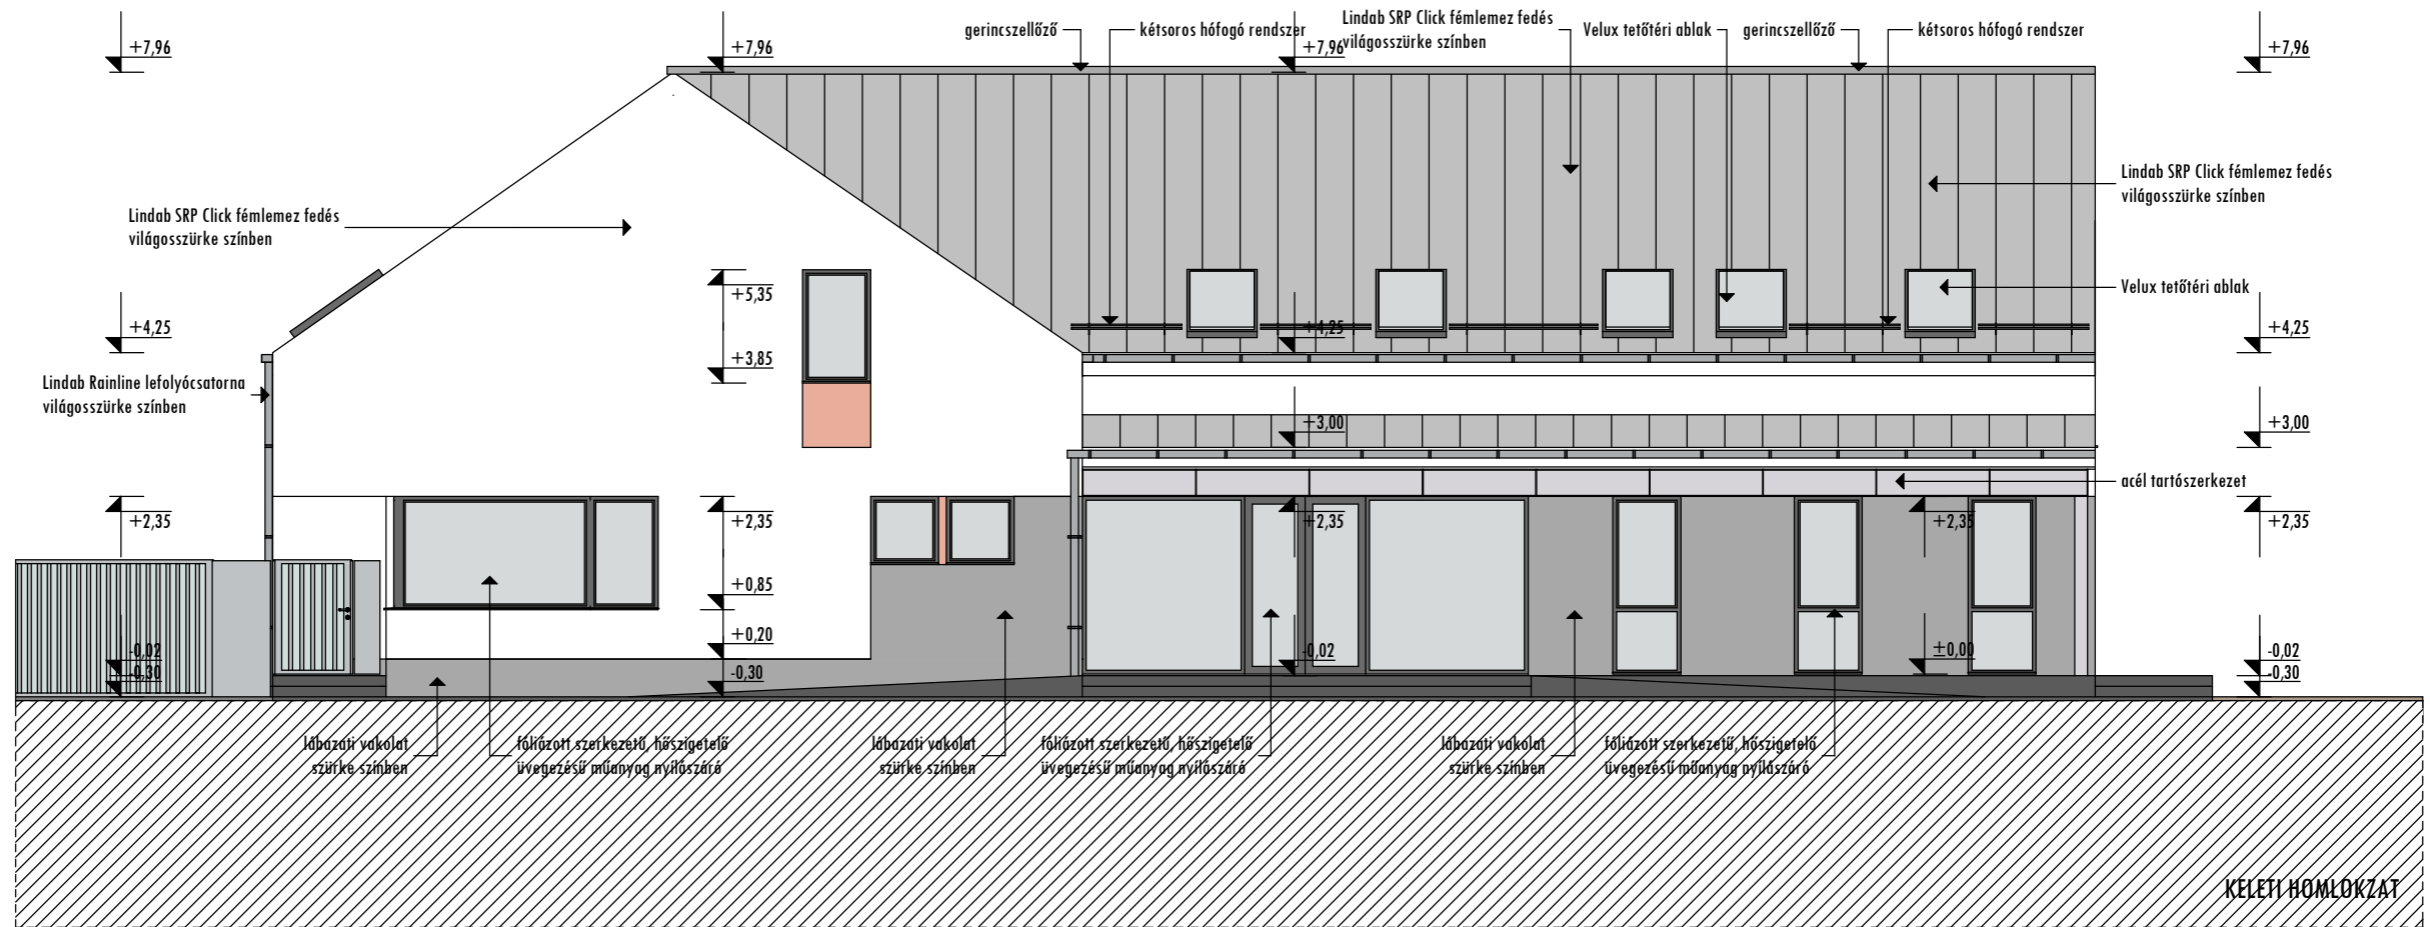 +7,96
+7,96
gerincszellőző
kétsoros hófogó rendszer
+7,96
Lindab SRP Click fémlemez fedés
világosszürke színben
Velux tetőtéri ablak
gerincszellőző
kétsoros hófogó rendszer
+7,96
Lindab SRP Click fémlemez fedés
világosszürke színben
Lindab SRP Click fémlemez fedés
világosszürke színben
+5,35
Velux tetőtéri ablak
+4,25
+4,25
+4,25
+3,85
Lindab Rainline lefolyócsatorna
világosszürke színben
+3,00
+3,00
acél tartószerkezet
+2,35
+2,35
+2,35
+2,35
+2,35
+0,85
+0,20
-0,02
-0,30
-0,30
-0,02
±0,00
-0,02
-0,30
lábazati vakolat
szürke színben
fóliázott szerkezetű, hőszigetelő
üvegezésű műanyag nyílászáró
lábazati vakolat
szürke színben
fóliázott szerkezetű, hőszigetelő
üvegezésű műanyag nyílászáró
lábazati vakolat
szürke színben
fóliázott szerkezetű, hőszigetelő
üvegezésű műanyag nyílászáró
KELETI HOMLOKZAT